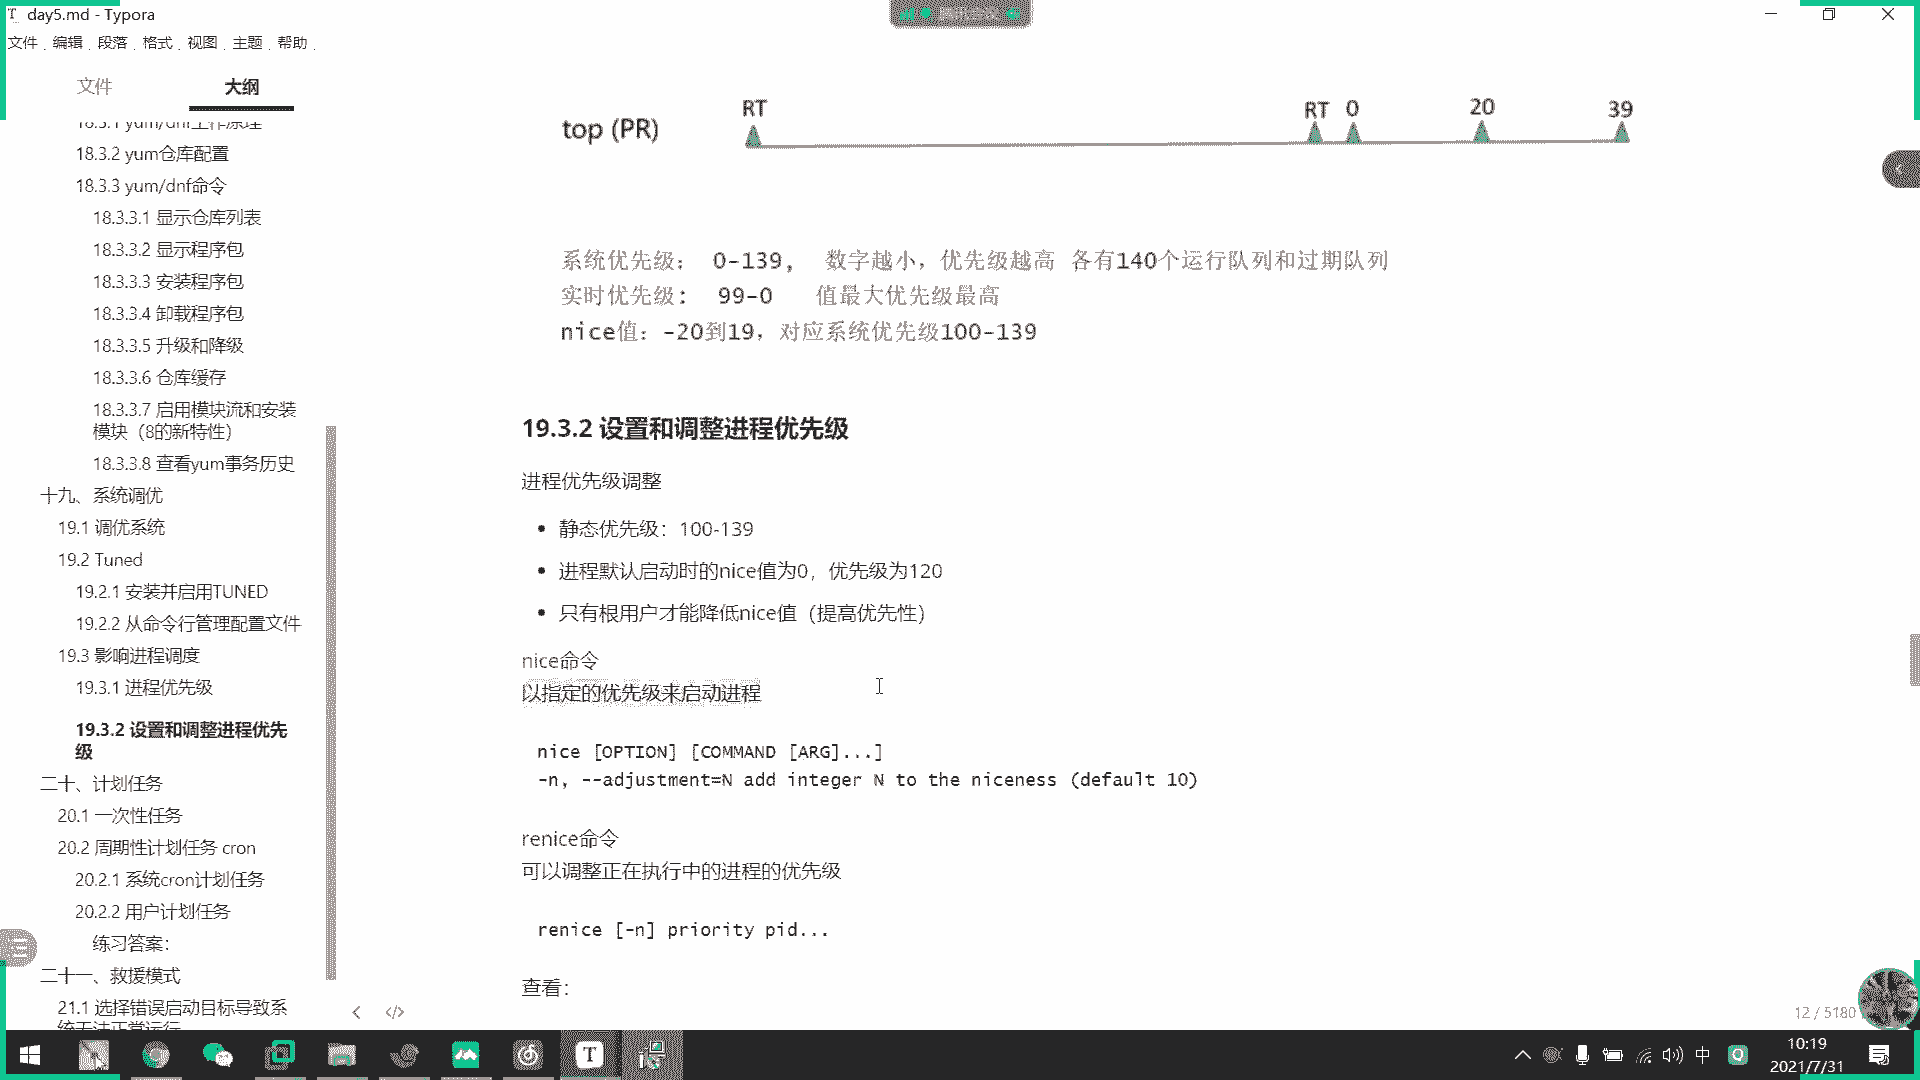 day5.md - Typora
文件 编辑 段落 格式 视图 主题 帮助
文件 大纲
18.3.1 yum/dnf工作原理
18.3.2 yum仓库配置
18.3.3 yum/dnf命令
18.3.3.1 显示仓库列表
18.3.3.2 显示程序包
18.3.3.3 安装程序包
18.3.3.4 卸载程序包
18.3.3.5 升级和降级
18.3.3.6 仓库缓存
18.3.3.7 启用模块流和安装
模块（8的新特性）
18.3.3.8 查看yum事务历史
十九、系统调优
19.1 调优系统
19.2 Tuned
19.2.1 安装并启用TUNED
19.2.2 从命令行管理配置文件
19.3 影响进程调度
19.3.1 进程优先级
19.3.2 设置和调整进程优先
级
二十、计划任务
20.1 一次性任务
20.2 周期性计划任务 cron
20.2.1 系统cron计划任务
20.2.2 用户计划任务
练习答案：
二十一、救援模式
21.1 选择错误启动目标导致系
统无法正常运行
RT RT 0 20 39
top (PR)
系统优先级： 0-139， 数字越小，优先级越高 各有140个运行队列和过期队列
实时优先级： 99-0 值最大优先级最高
nice值：-20到19，对应系统优先级100-139
19.3.2 设置和调整进程优先级
进程优先级调整
• 静态优先级：100-139
• 进程默认启动时的nice值为0，优先级为120
• 只有根用户才能降低nice值（提高优先性）
nice命令
以指定的优先级来启动进程
nice [OPTION] [COMMAND [ARG]...]
-n, --adjustment=N add integer N to the niceness (default 10)
renice命令
可以调整正在执行中的进程的优先级
renice [-n] priority pid...
查看：
12 / 5180
中
10:19
2021/7/31